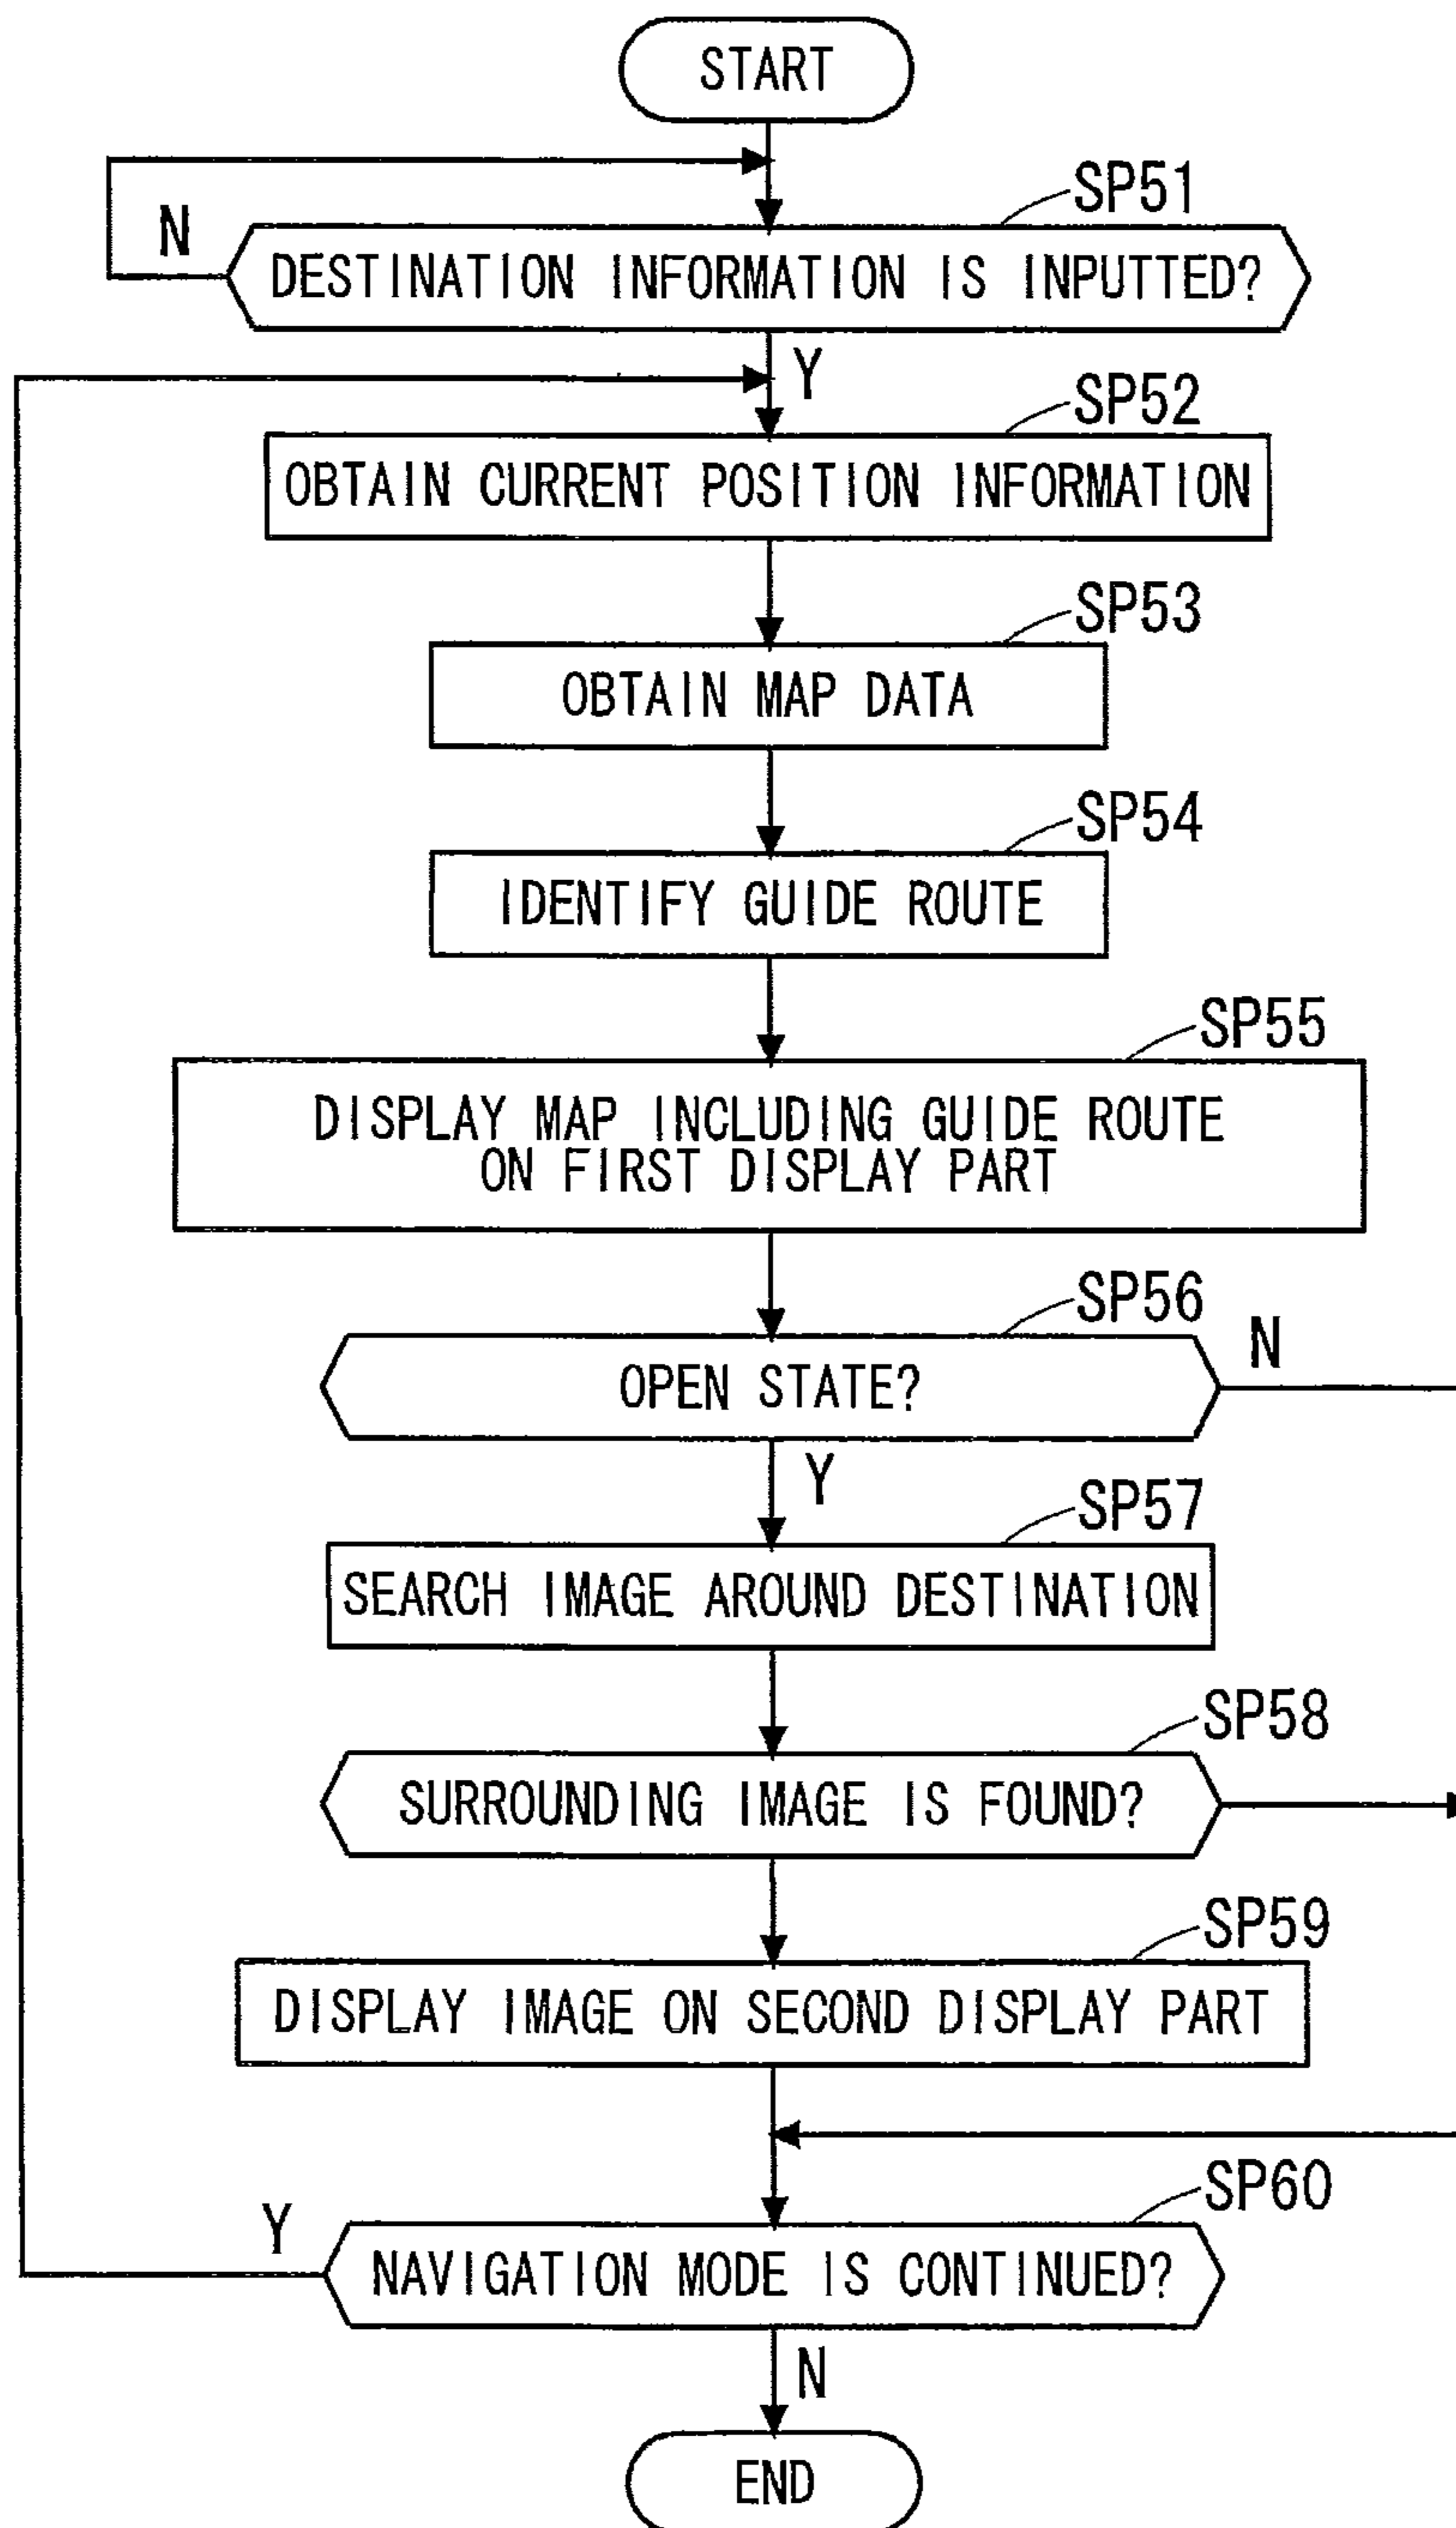 START
SP51
N
DESTINATION INFORMATION IS INPUTTED?
Y
SP52
OBTAIN CURRENT POSITION INFORMATION
SP53
OBTAIN MAP DATA
SP54
IDENTIFY GUIDE ROUTE
SP55
DISPLAY MAP INCLUDING GUIDE ROUTE
ON FIRST DISPLAY PART
SP56
N
OPEN STATE?
Y
SP57
SEARCH IMAGE AROUND DESTINATION
SP58
SURROUNDING IMAGE IS FOUND?
SP59
DISPLAY IMAGE ON SECOND DISPLAY PART
SP60
Y
NAVIGATION MODE IS CONTINUED?
N
END